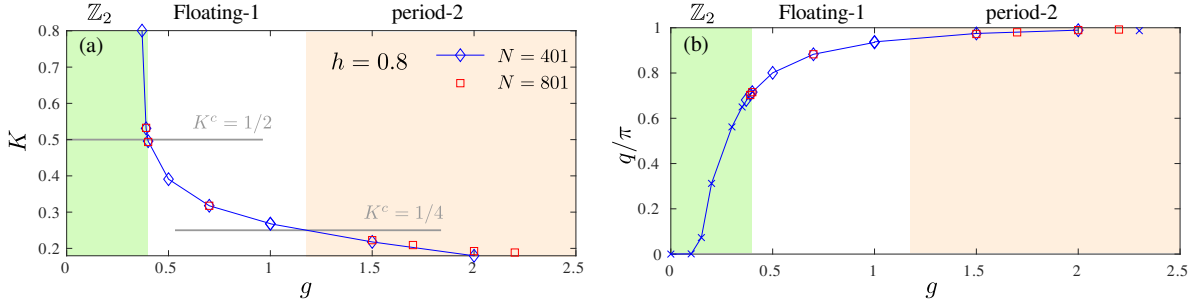 ℤ₂ Floating-1 period-2
(a)
h = 0.8
N = 401
N = 801
K^c = 1/2
K^c = 1/4
K
0.8
0.7
0.6
0.5
0.4
0.3
0.2
0 0.5 1 1.5 2 2.5
g
ℤ₂ Floating-1 period-2
(b)
q/π
1
0.8
0.6
0.4
0.2
0
0 0.5 1 1.5 2 2.5
g